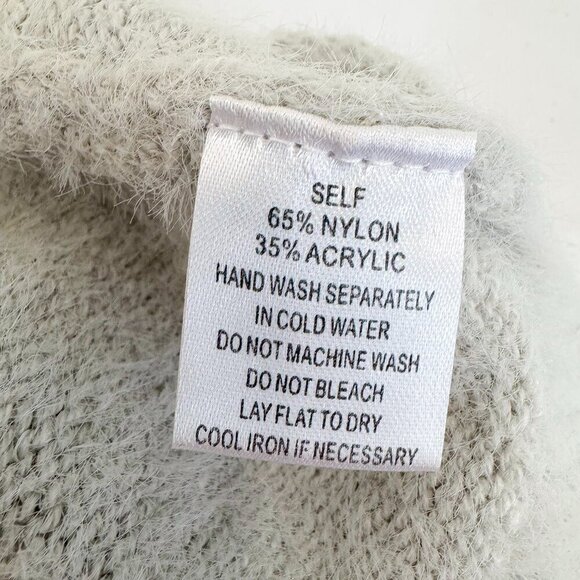 SELF
65% NYLON
35% ACRYLIC
HAND WASH SEPARATELY
IN COLD WATER
DO NOT MACHINE WASH
DO NOT BLEACH
LAY FLAT TO DRY
COOL IRON IF NECESSARY